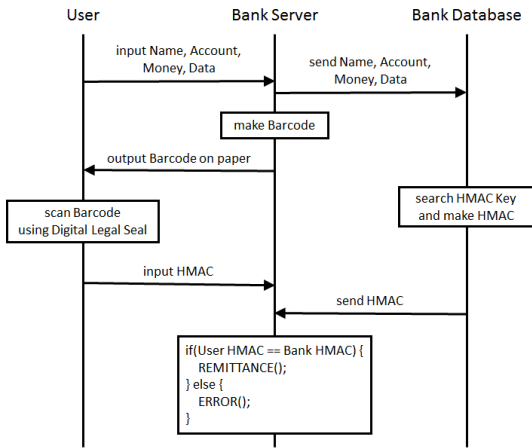 User
Bank Server
Bank Database
input Name, Account,
Money, Data
send Name, Account,
Money, Data
make Barcode
output Barcode on paper
scan Barcode
using Digital Legal Seal
search HMAC Key
and make HMAC
input HMAC
send HMAC
if(User HMAC == Bank HMAC) {
REMITTANCE();
} else {
ERROR();
}